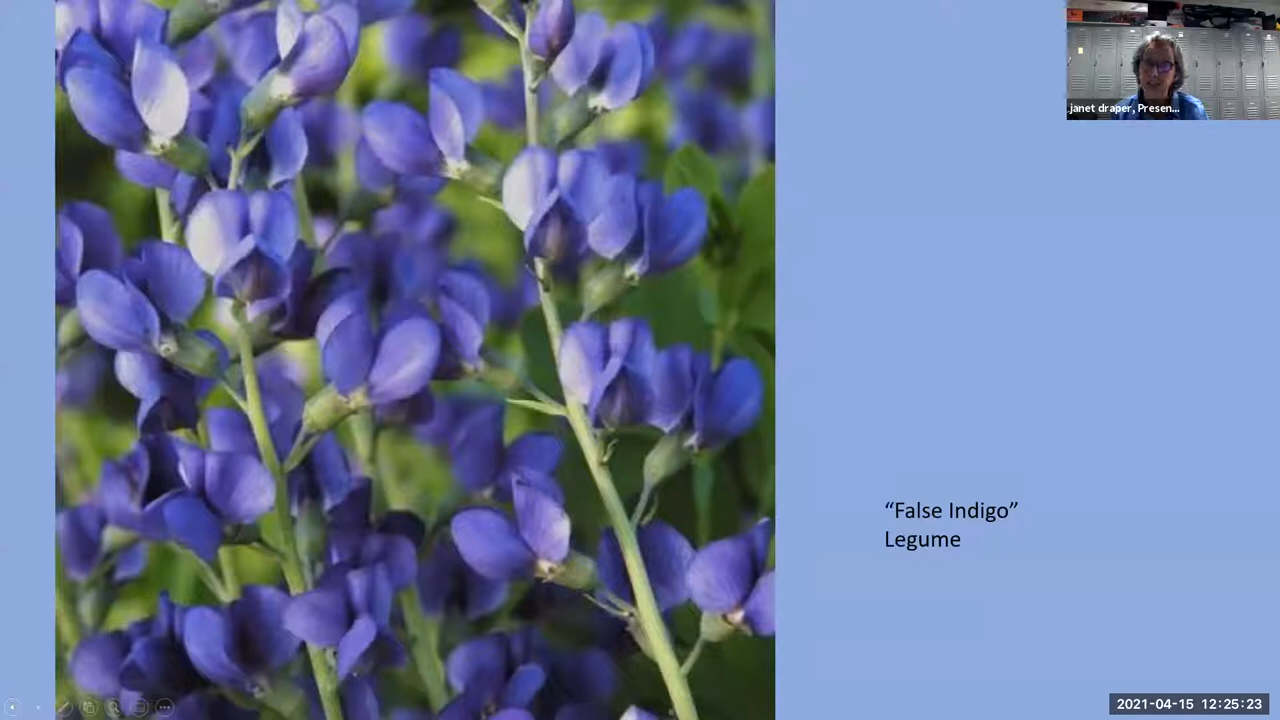 janet draper, Presen...
“False Indigo”
Legume
2021-04-15 12:25:23